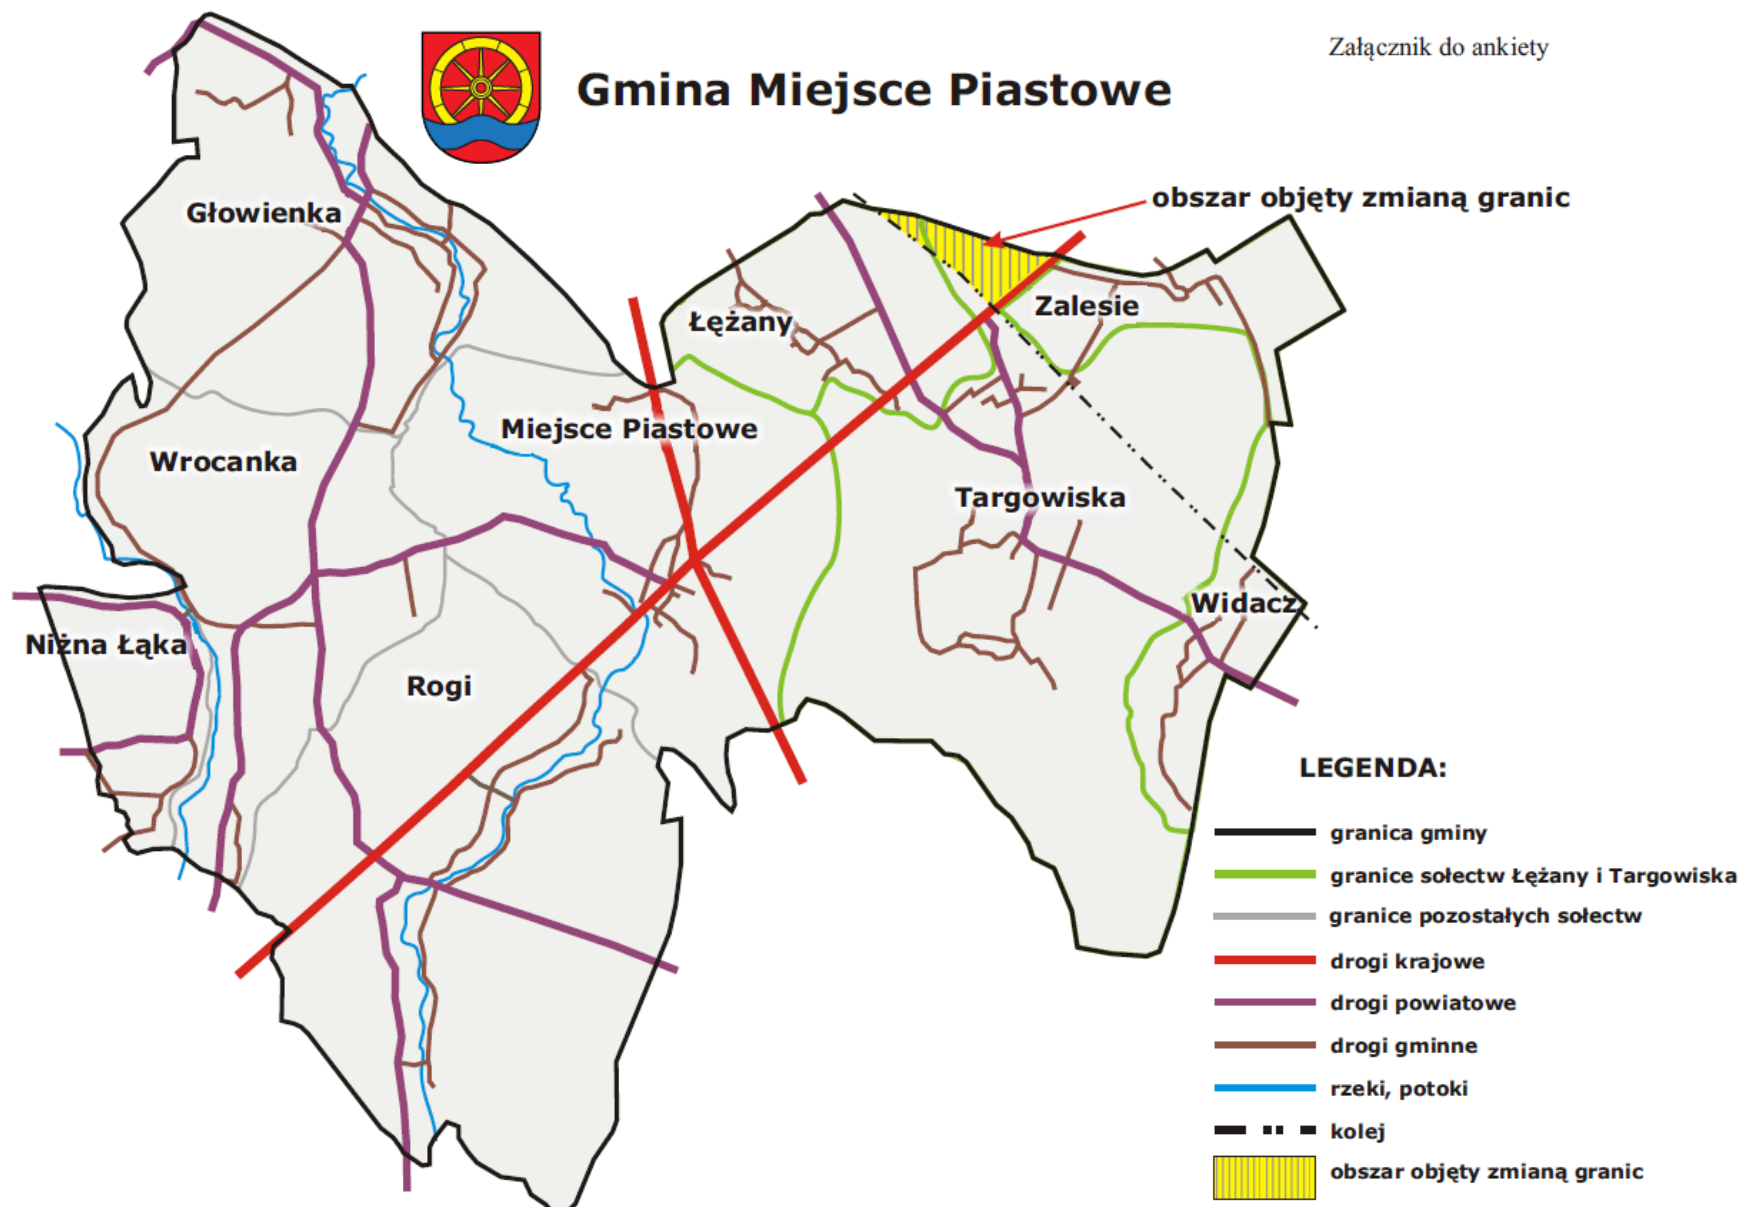 Załącznik do ankiety
Gmina Miejsce Piastowe
obszar objęty zmianą granic
Głowienka
Zalesie
Łężany
Miejsce Piastowe
Wrocanka
Targowiska
Widacz
Niżna Łąka
Rogi
LEGENDA:
granica gminy
granice sołectw Łężany i Targowiska
granice pozostałych sołectw
drogi krajowe
drogi powiatowe
drogi gminne
rzeki, potoki
kolej
obszar objęty zmianą granic